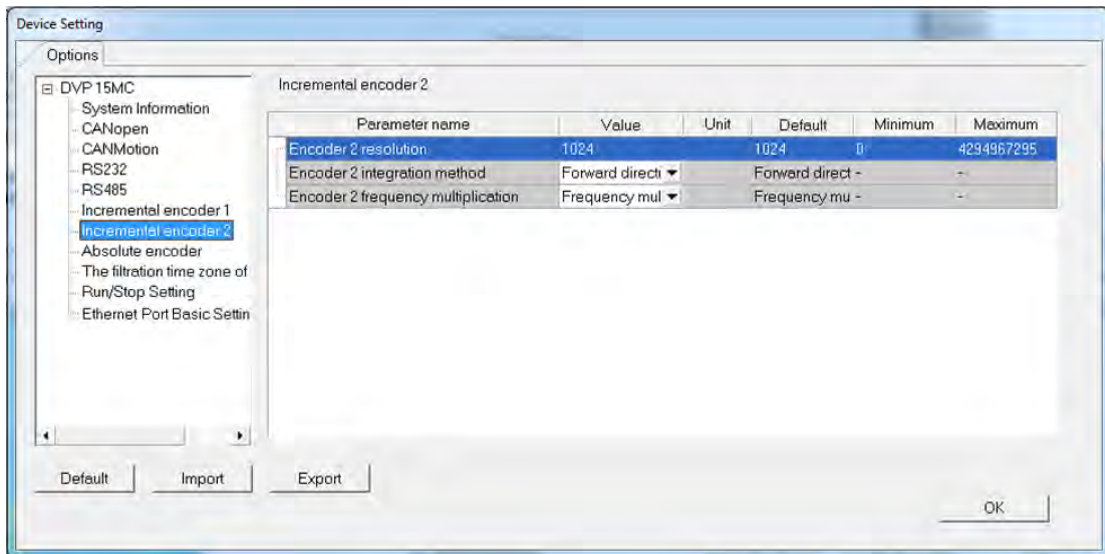 Device Setting
Options
DVP 15MC
System Information
CANopen
CANMotion
RS232
RS485
Incremental encoder 1
Incremental encoder 2
Absolute encoder
The filtration time zone of
Run/Stop Setting
Ethernet Port Basic Settin
Incremental encoder 2
Parameter name Value Unit Default Minimum Maximum
Encoder 2 resolution 1024 1024 0 4294967295
Encoder 2 integration method Forward directi Forward direct - -
Encoder 2 frequency multiplication Frequency mul Frequency mu - -
Default Import Export
OK